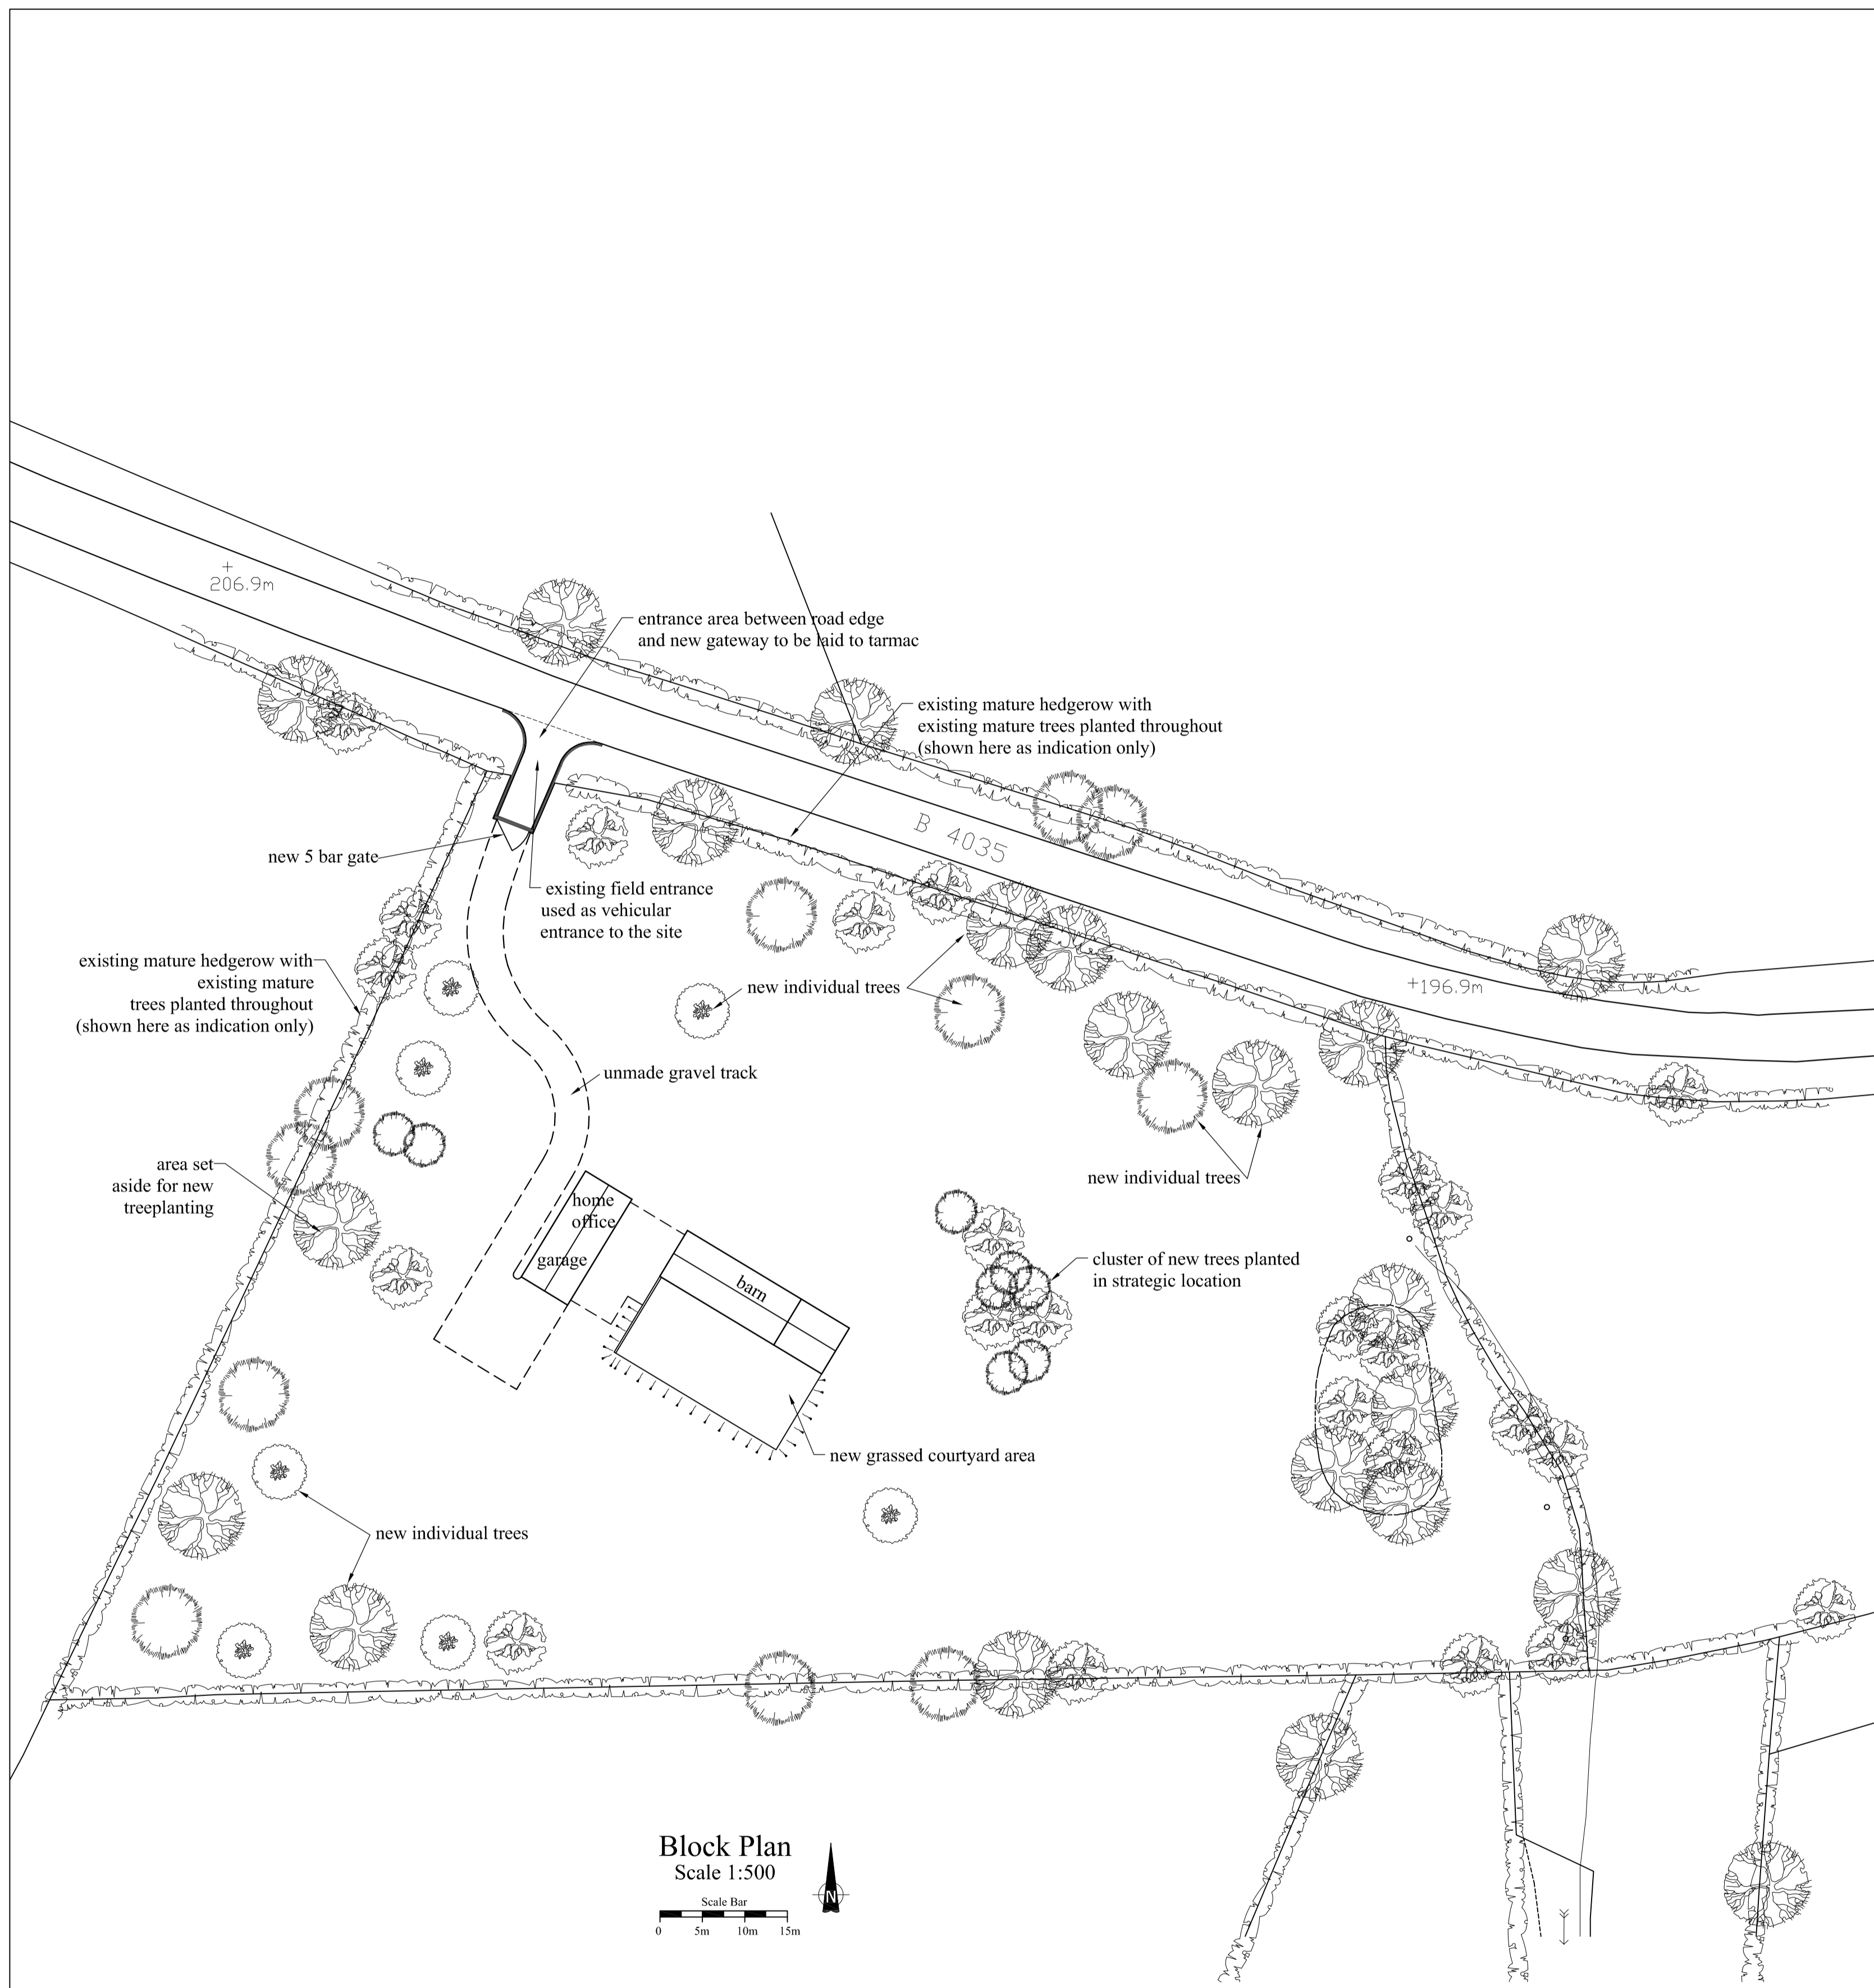 206.9m
entrance area between road edge
and new gateway to be laid to tarmac
existing mature hedgerow with
existing mature trees planted throughout
(shown here as indication only)
B 4035
new 5 bar gate
existing field entrance
used as vehicular
entrance to the site
existing mature hedgerow with
existing mature
trees planted throughout
(shown here as indication only)
new individual trees
+196.9m
unmade gravel track
area set
aside for new
treeplanting
new individual trees
home
office
garage
barn
cluster of new trees planted
in strategic location
new grassed courtyard area
new individual trees
Block Plan
Scale 1:500
Scale Bar
0 5m 10m 15m
N